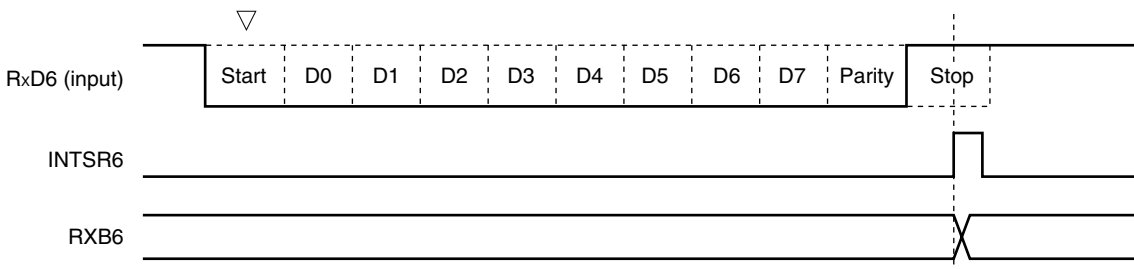 RxD6 (input) Start D0 D1 D2 D3 D4 D5 D6 D7 Parity Stop
INTSR6
RXB6